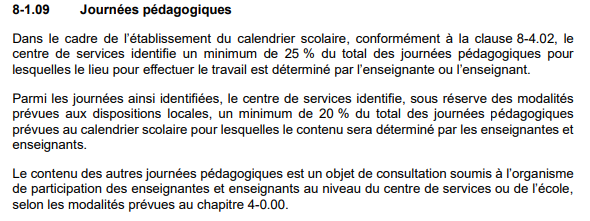 8-1.09 Journées pédagogiques
Dans le cadre de l'établissement du calendrier scolaire, conformément à la clause 8-4.02, le
centre de services identifie un minimum de 25 % du total des journées pédagogiques pour
lesquelles le lieu pour effectuer le travail est déterminé par l'enseignante ou l'enseignant.
Parmi les journées ainsi identifiées, le centre de services identifie, sous réserve des modalités
prévues aux dispositions locales, un minimum de 20 % du total des journées pédagogiques
prévues au calendrier scolaire pour lesquelles le contenu sera déterminé par les enseignantes et
enseignants.
Le contenu des autres journées pédagogiques est un objet de consultation soumis à l'organisme
de participation des enseignantes et enseignants au niveau du centre de services ou de l'école,
selon les modalités prévues au chapitre 4-0.00.